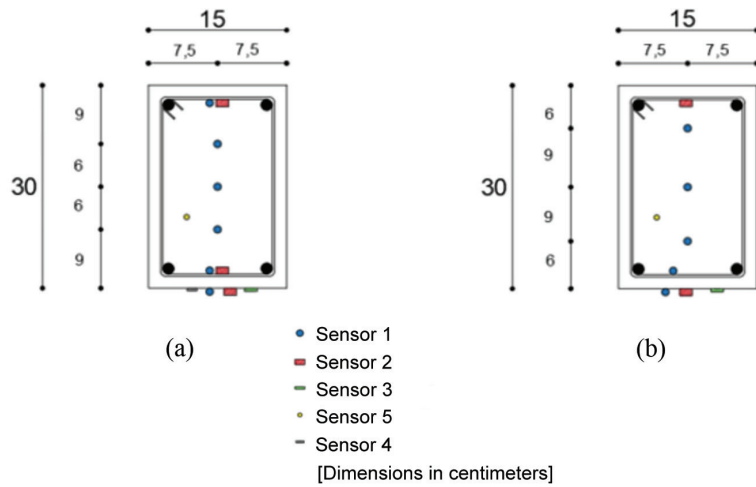 15
7,5 7,5
30
9
6
6
9
(a)
15
7,5 7,5
30
6
9
9
6
(b)
Sensor 1
Sensor 2
Sensor 3
Sensor 5
Sensor 4
[Dimensions in centimeters]